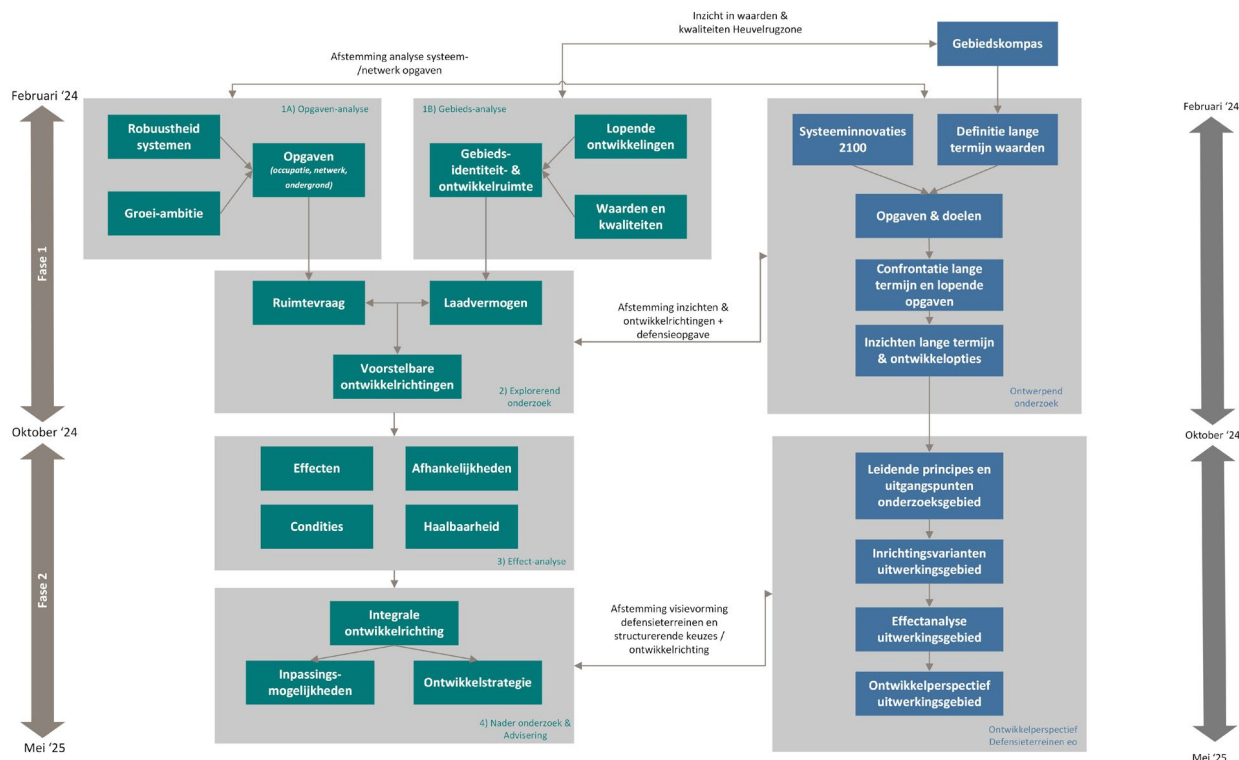 Inzicht in waarden &
kwaliteiten Heuvelrugzone
Gebiedskompas
Afstemming analyse systeem-
/netwerk opgaven
Februari ‘24
Februari ‘24
1A) Opgaven-analyse
Robuustheid
systemen
Opgaven
(occupatie, netwerk,
ondergrond)
Groei-ambitie
1B) Gebieds-analyse
Lopende
ontwikkelingen
Gebieds-
identiteit- &
ontwikkelruimte
Waarden en
kwaliteiten
Systeeminnovaties
2100
Definitie lange
termijn waarden
Opgaven & doelen
Confrontatie lange
termijn en lopende
opgaven
Inzichten lange termijn
& ontwikkelopties
Ontwerpend
onderzoek
Fase 1
Ruimtevraag
Laadvermogen
Voorstelbare
ontwikkelrichtingen
2) Explorerend
onderzoek
Afstemming inzichten &
ontwikkelrichtingen +
defensieopgave
Oktober ‘24
Oktober ‘24
Effecten
Afhankelijkheden
Condities
Haalbaarheid
3) Effect-analyse
Fase 2
Integrale
ontwikkelrichting
Inpassings-
mogelijkheden
Ontwikkelstrategie
4) Nader onderzoek &
Advisering
Afstemming visievorming
defensieterreinen en
structurerende keuzes /
ontwikkelrichting
Leidende principes en
uitgangspunten
onderzoeksgebied
Inrichtingsvarianten
uitwerkingsgebied
Effectanalyse
uitwerkingsgebied
Ontwikkelperspectief
uitwerkingsgebied
Ontwikkelperspectief
Defensieterreinen eo
Mei ‘25
Mei ‘25